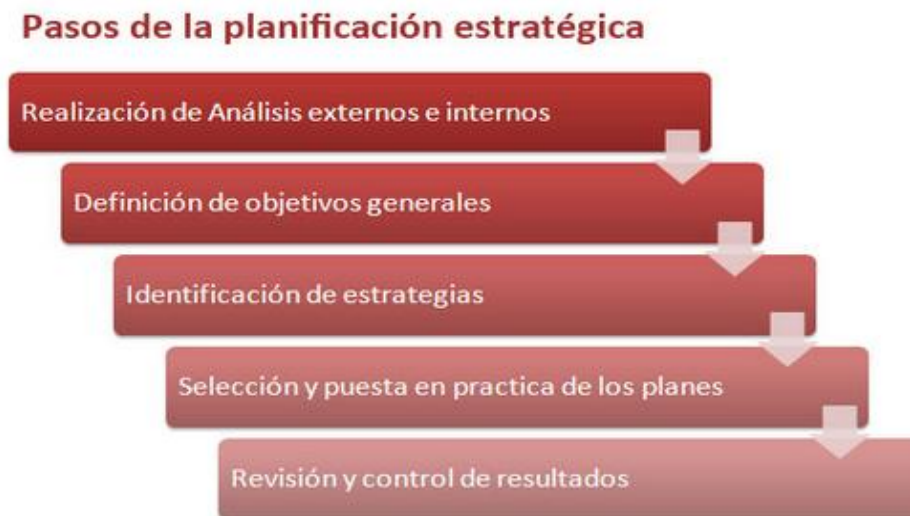 Pasos de la planificación estratégica
Realización de Análisis externos e internos
Definición de objetivos generales
Identificación de estrategias
Selección y puesta en practica de los planes
Revisión y control de resultados